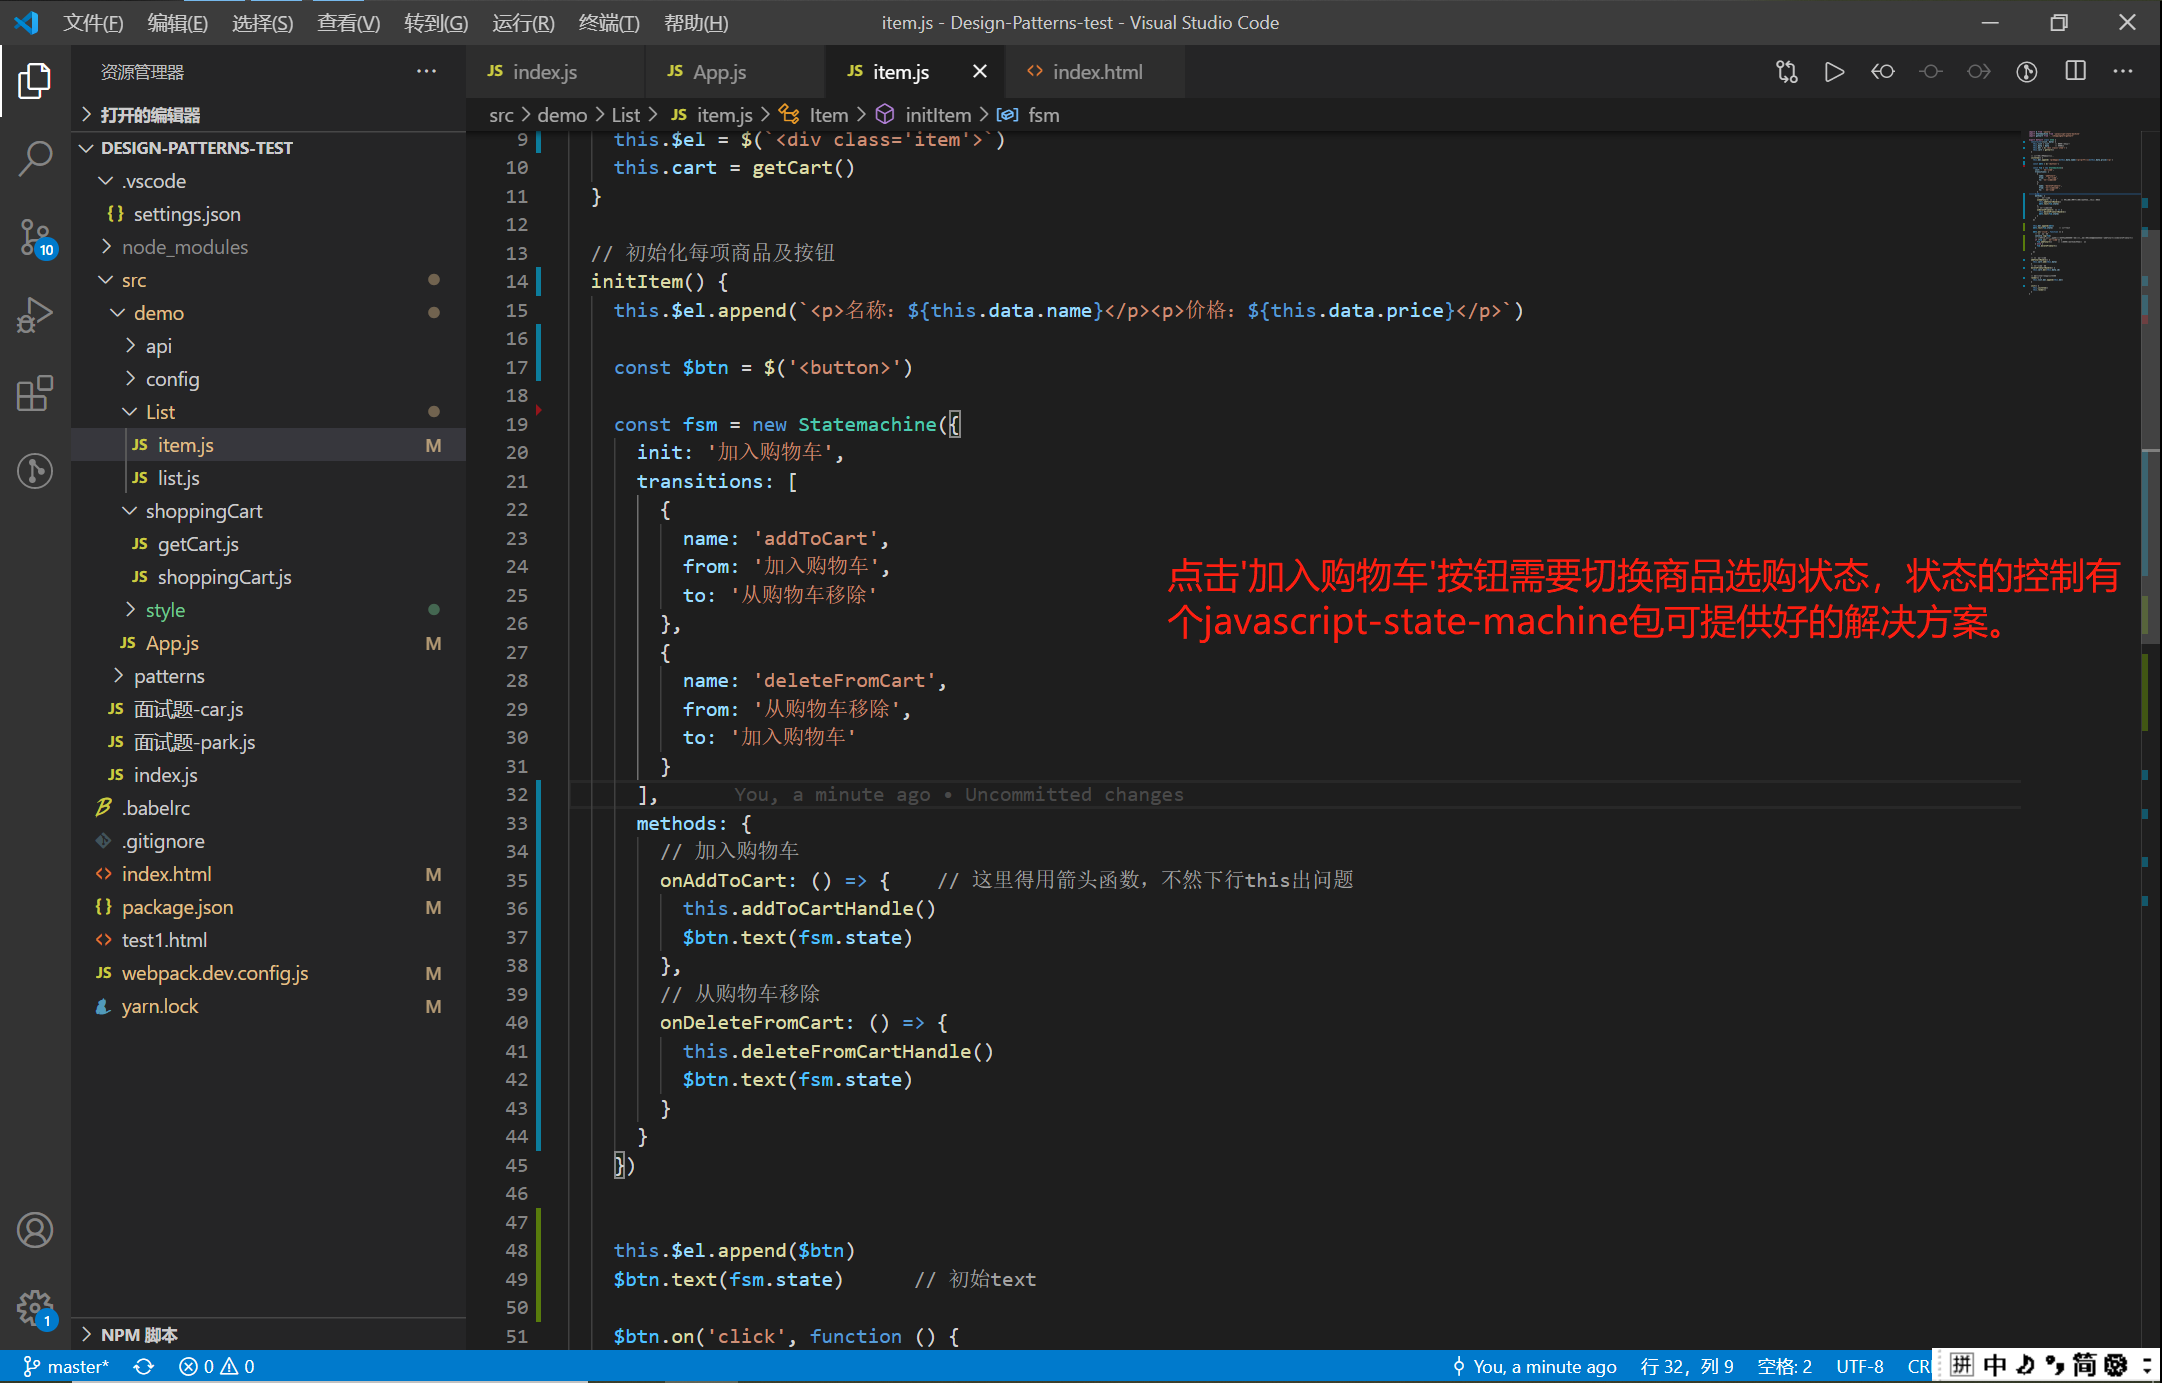 文件(F) 编辑(E) 选择(S) 查看(V) 转到(G) 运行(R) 终端(T) 帮助(H) item.js - Design-Patterns-test - Visual Studio Code
资源管理器 ···
打开的编辑器
DESIGN-PATTERNS-TEST
.vscode
{} settings.json
node_modules
src
demo
api
config
List
JS item.js M
JS list.js
shoppingCart
JS getCart.js
JS shoppingCart.js
style
JS App.js M
patterns
JS 面试题-car.js
JS 面试题-park.js
JS index.js
.babelrc
.gitignore
<> index.html M
{} package.json M
<> test1.html
JS webpack.dev.config.js M
yarn.lock M
NPM 脚本
10
1
JS index.js JS App.js JS item.js <> index.html
src > demo > List > JS item.js > Item > initItem > fsm
9 this.$el = $(`<div class='item'>`)
10 this.cart = getCart()
11 }
12
13 // 初始化每项商品及按钮
14 initItem() {
15 this.$el.append(`<p>名称：${this.data.name}</p><p>价格：${this.data.price}</p>`)
16
17 const $btn = $('<button>')
18
19 const fsm = new Statemachine({
20 init: '加入购物车',
21 transitions: [
22 {
23 name: 'addToCart',
24 from: '加入购物车',
25 to: '从购物车移除'
26 },
27 {
28 name: 'deleteFromCart',
29 from: '从购物车移除',
30 to: '加入购物车'
31 }
32 ], You, a minute ago • Uncommitted changes
33 methods: {
34 // 加入购物车
35 onAddToCart: () => { // 这里得用箭头函数，不然下行this出问题
36 this.addToCartHandle()
37 $btn.text(fsm.state)
38 },
39 // 从购物车移除
40 onDeleteFromCart: () => {
41 this.deleteFromCartHandle()
42 $btn.text(fsm.state)
43 }
44 }
45 })
46
47
48 this.$el.append($btn)
49 $btn.text(fsm.state) // 初始text
50
51 $btn.on('click', function () {
点击'加入购物车'按钮需要切换商品选购状态，状态的控制有
个javascript-state-machine包可提供好的解决方案。
master* 0 0 You, a minute ago 行 32，列 9 空格: 2 UTF-8 CR 拼 中 简